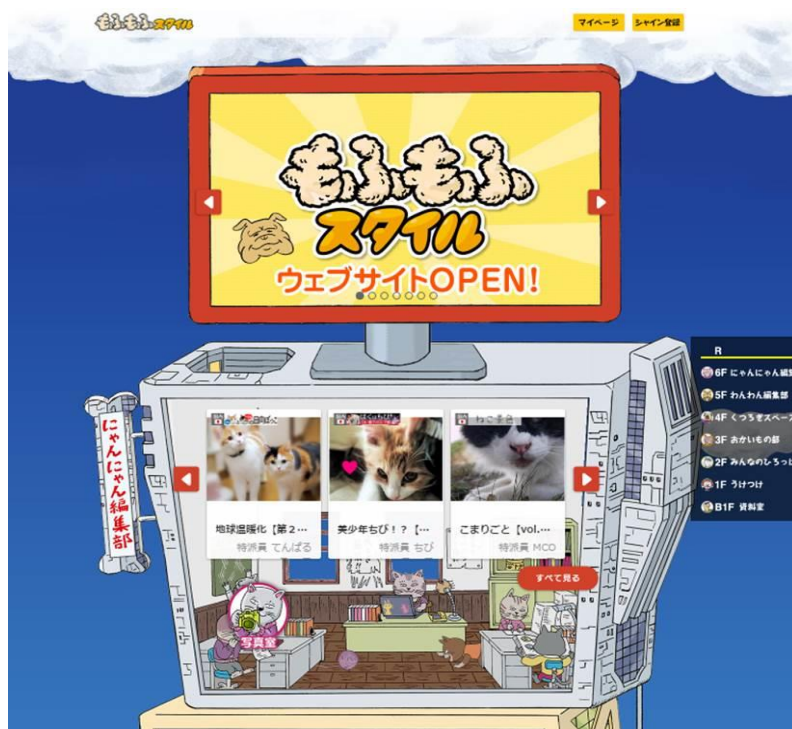 もふもふスタイル
マイページ
シャイン登録
もふもふ
スタイル
ウェブサイトOPEN!
R
6F にゃんにゃん編集
5F わんわん編集部
4F くつろぎスペース
3F おかいもの部
2F みんなのひろっ
1F うけつけ
B1F 資料室
にゃんにゃん編集部
地球温暖化【第2…
特派員 てんぱる
美少年ちび!?【…
特派員 ちび
こまりごと【vol.…
特派員 MCO
すべて見る
写真室